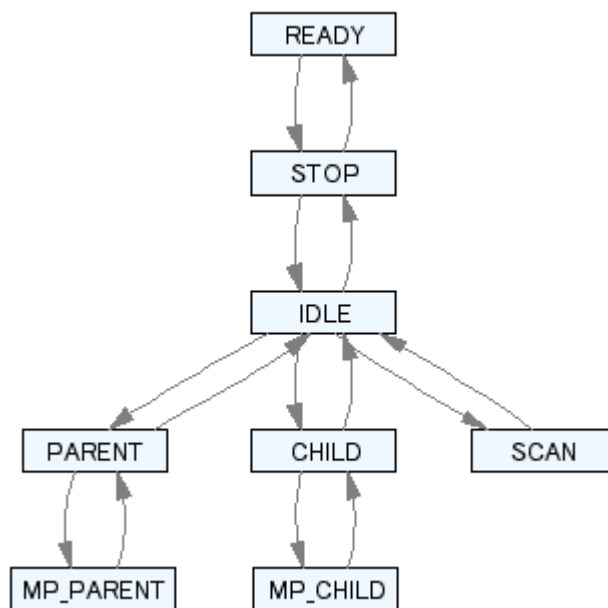 READY
STOP
IDLE
PARENT
CHILD
SCAN
MP_PARENT
MP_CHILD